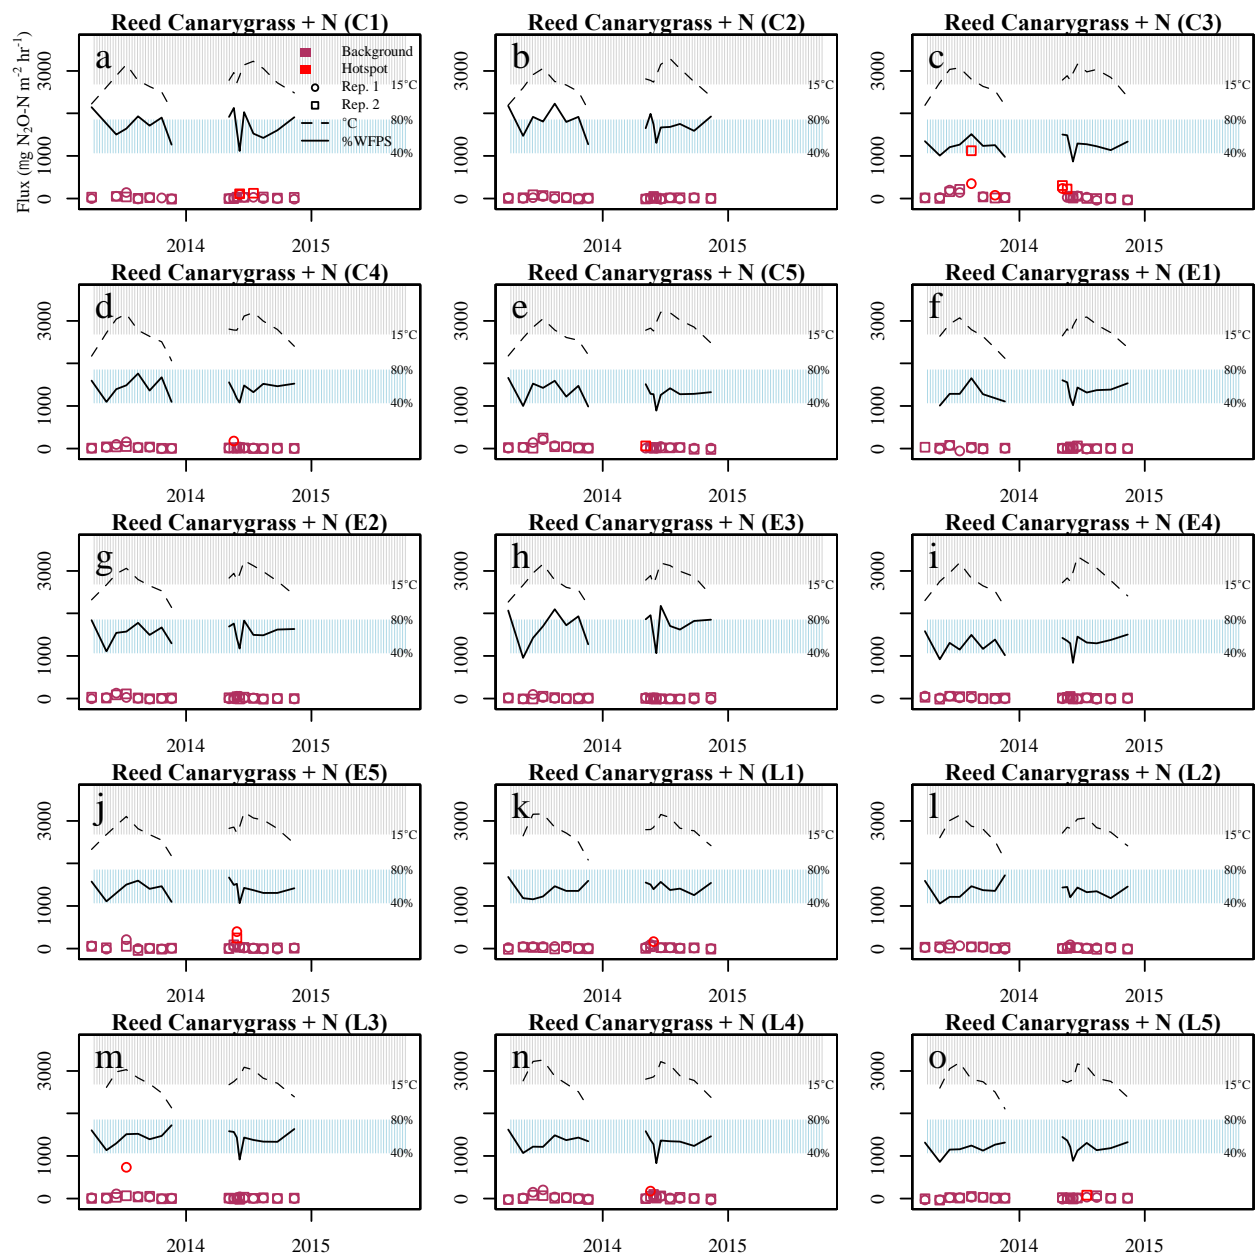 Reed Canarygrass + N (C1)
Reed Canarygrass + N (C2)
Reed Canarygrass + N (C3)
a
Background
Hotspot
Rep. 1
Rep. 2
°C
%WFPS
15°C
80%
40%
Flux (mg N₂O-N m⁻² hr⁻¹)
3000
1000
0
2014
2015
b
15°C
80%
40%
3000
1000
0
2014
2015
c
15°C
80%
40%
3000
1000
0
2014
2015
Reed Canarygrass + N (C4)
Reed Canarygrass + N (C5)
Reed Canarygrass + N (E1)
d
15°C
80%
40%
3000
1000
0
2014
2015
e
15°C
80%
40%
3000
1000
0
2014
2015
f
15°C
80%
40%
3000
1000
0
2014
2015
Reed Canarygrass + N (E2)
Reed Canarygrass + N (E3)
Reed Canarygrass + N (E4)
g
15°C
80%
40%
3000
1000
0
2014
2015
h
15°C
80%
40%
3000
1000
0
2014
2015
i
15°C
80%
40%
3000
1000
0
2014
2015
Reed Canarygrass + N (E5)
Reed Canarygrass + N (L1)
Reed Canarygrass + N (L2)
j
15°C
80%
40%
3000
1000
0
2014
2015
k
15°C
80%
40%
3000
1000
0
2014
2015
l
15°C
80%
40%
3000
1000
0
2014
2015
Reed Canarygrass + N (L3)
Reed Canarygrass + N (L4)
Reed Canarygrass + N (L5)
m
15°C
80%
40%
3000
1000
0
2014
2015
n
15°C
80%
40%
3000
1000
0
2014
2015
o
15°C
80%
40%
3000
1000
0
2014
2015